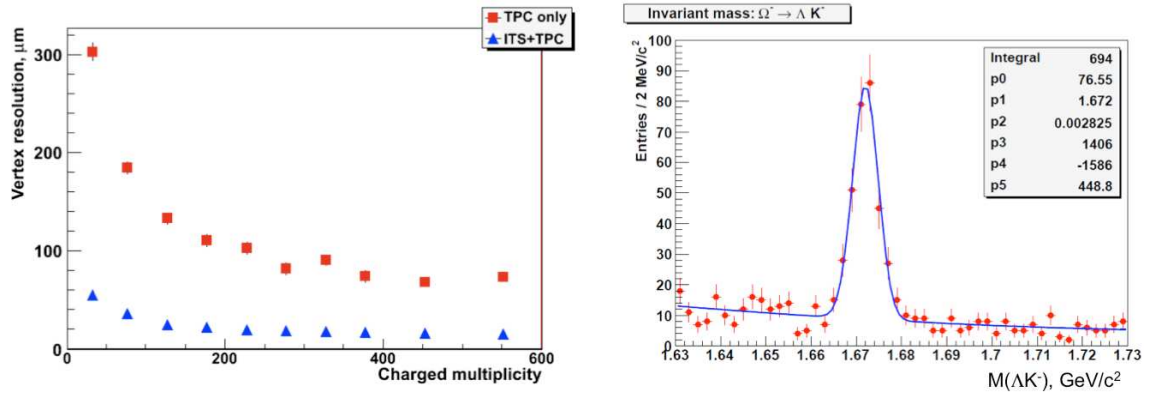 TPC only
ITS+TPC
Vertex resolution, μm
300
200
100
0
0
200
400
600
Charged multiplicity
Invariant mass: Ω⁻ → Λ K⁻
Entries / 2 MeV/c²
100
90
80
70
60
50
40
30
20
10
0
Integral 694
p0 76.55
p1 1.672
p2 0.002825
p3 1406
p4 -1586
p5 448.8
1.63 1.64 1.65 1.66 1.67 1.68 1.69 1.7 1.71 1.72 1.73
M(ΛK⁻), GeV/c²